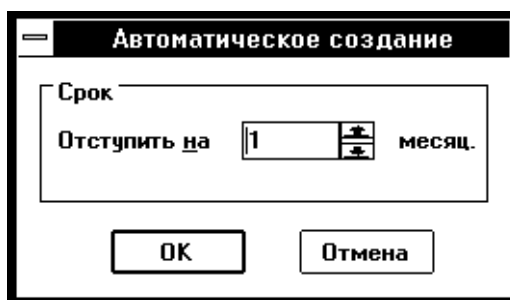 Автоматическое создание
Срок
Отступить на 1 месяц.
OK Отмена